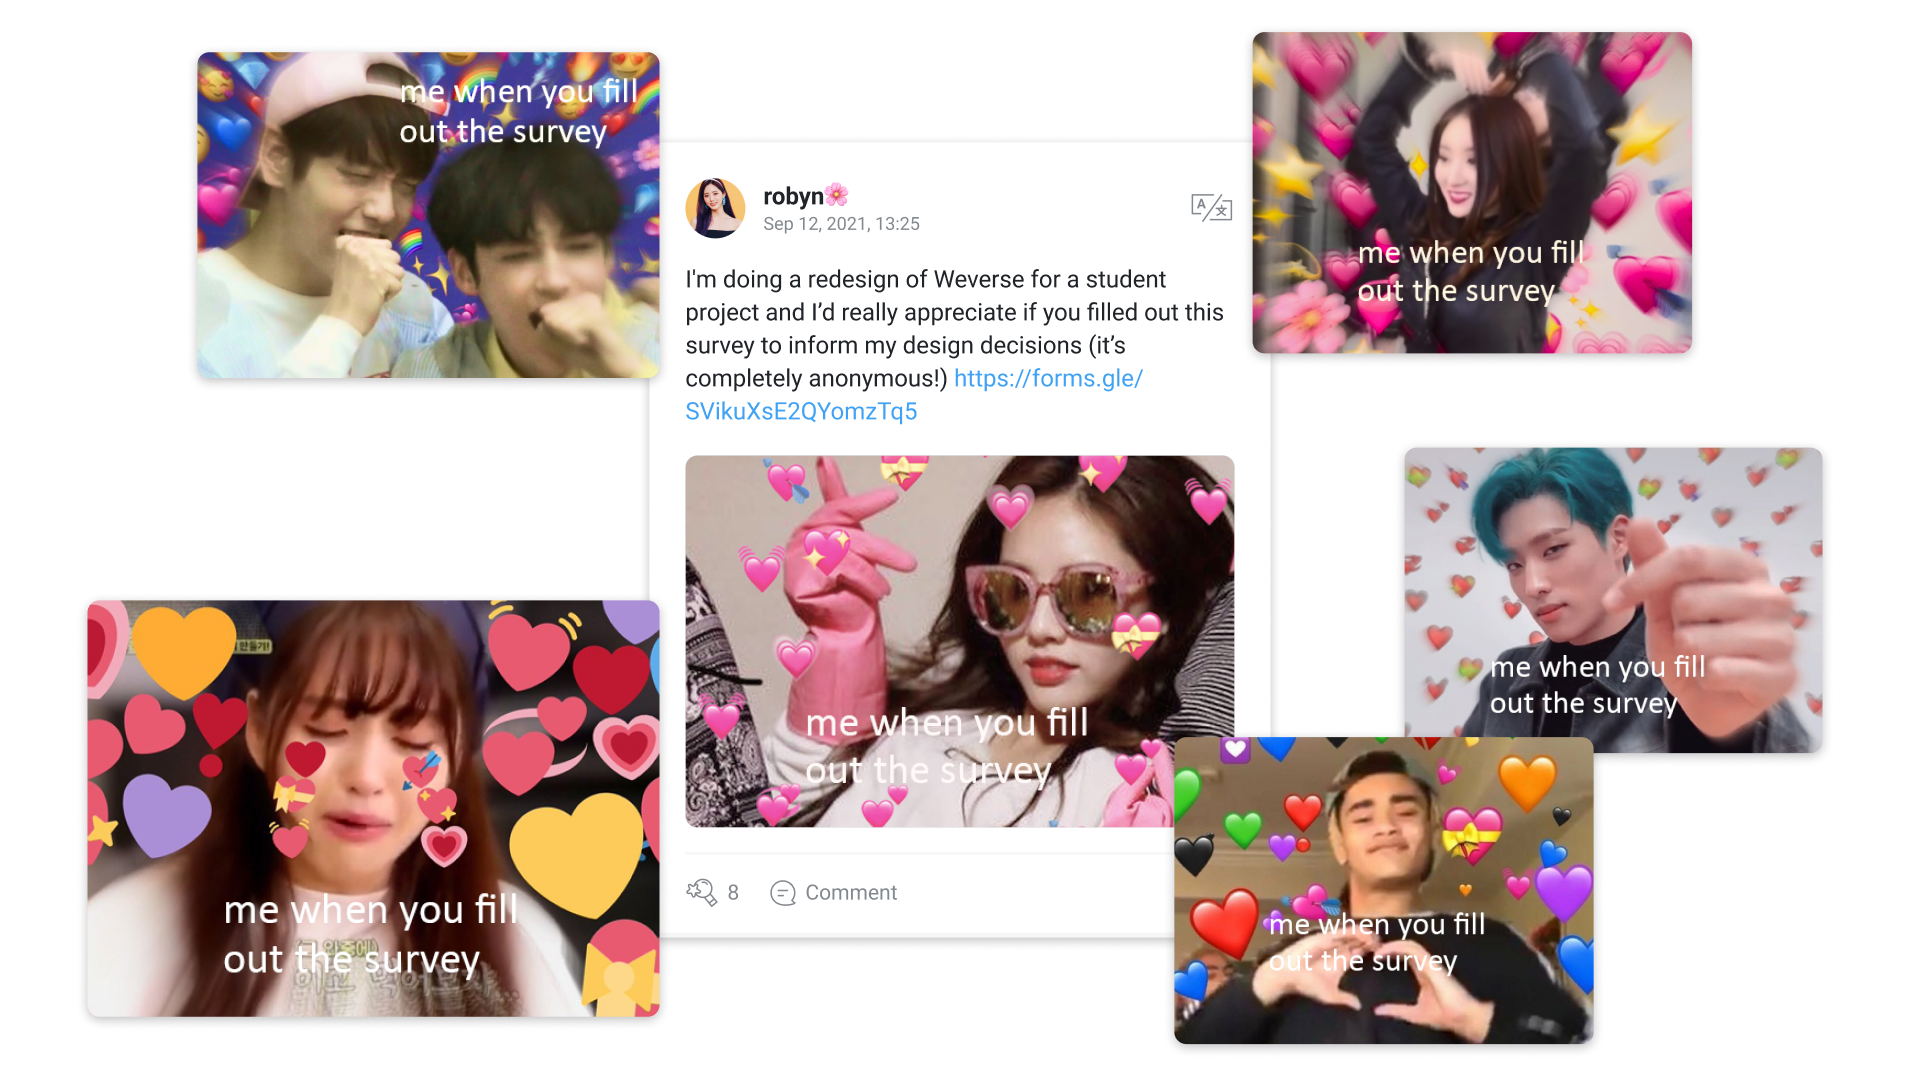 me when you fill
out the survey
me when you fill
out the survey
robyn🌸
Sep 12, 2021, 13:25
A/文
I'm doing a redesign of Weverse for a student
project and I’d really appreciate if you filled out this
survey to inform my design decisions (it’s
completely anonymous!) https://forms.gle/
SVikuXsE2QYomzTq5
me when you fill
out the survey
8 Comment
me when you fill
out the survey
만들기!
me when you fill
out the survey
me when you fill
out the survey